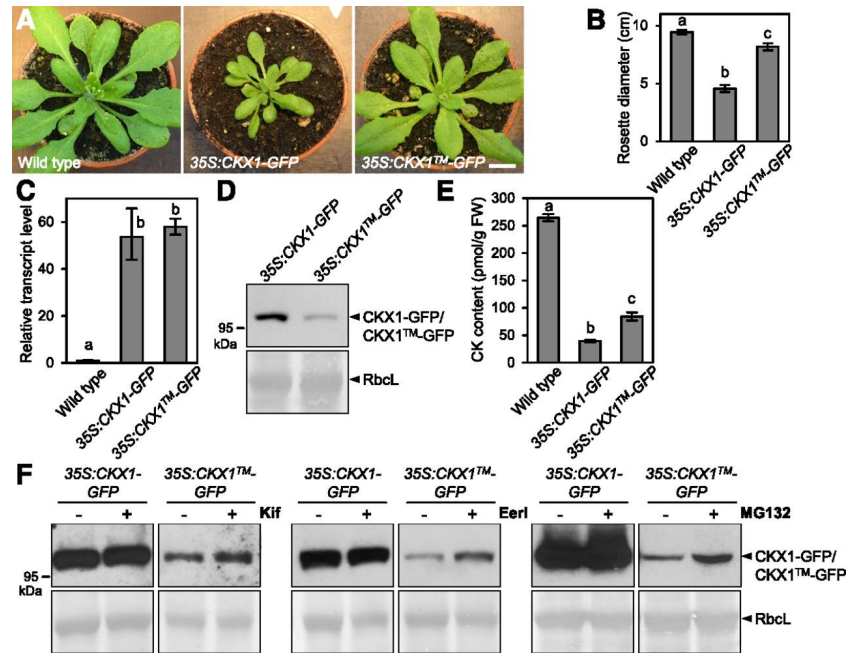 A
Wild type
35S:CKX1-GFP
35S:CKX1ᵀᴹ-GFP
B
Rosette diameter (cm)
10
5
0
a
b
c
Wild type
35S:CKX1-GFP
35S:CKX1ᵀᴹ-GFP
C
Relative transcript level
60
40
20
0
a
b
b
Wild type
35S:CKX1-GFP
35S:CKX1ᵀᴹ-GFP
D
35S:CKX1-GFP
35S:CKX1ᵀᴹ-GFP
95
kDa
CKX1-GFP/
CKX1ᵀᴹ-GFP
RbcL
E
CK content (pmol/g FW)
300
250
200
150
100
50
0
a
b
c
Wild type
35S:CKX1-GFP
35S:CKX1ᵀᴹ-GFP
F
35S:CKX1-
GFP
35S:CKX1ᵀᴹ-
GFP
35S:CKX1-
GFP
35S:CKX1ᵀᴹ-
GFP
35S:CKX1-
GFP
35S:CKX1ᵀᴹ-
GFP
- + - + Kif
- + - + EerI
- + - + MG132
95
kDa
CKX1-GFP/
CKX1ᵀᴹ-GFP
RbcL